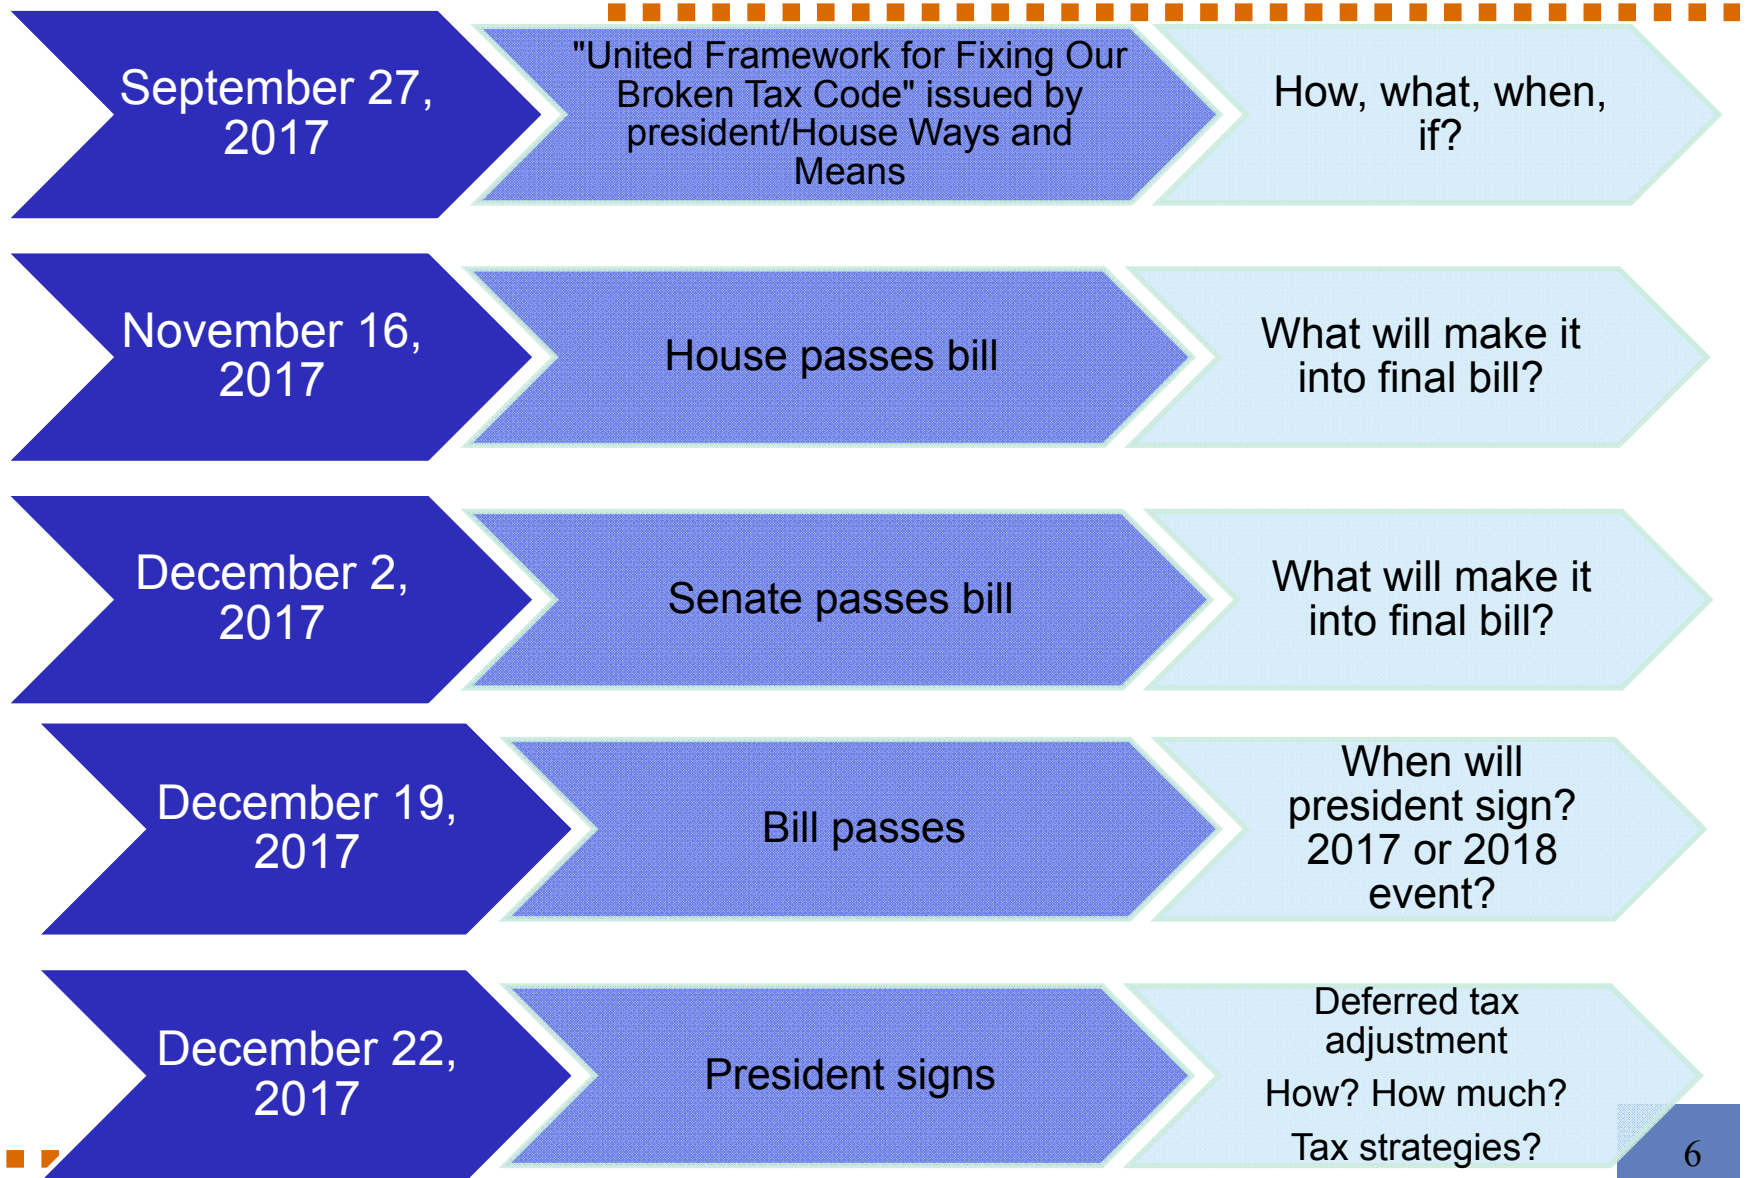 September 27,
2017
"United Framework for Fixing Our
Broken Tax Code" issued by
president/House Ways and
Means
How, what, when,
if?
November 16,
2017
House passes bill
What will make it
into final bill?
December 2,
2017
Senate passes bill
What will make it
into final bill?
December 19,
2017
Bill passes
When will
president sign?
2017 or 2018
event?
December 22,
2017
President signs
Deferred tax
adjustment
How? How much?
Tax strategies?
6